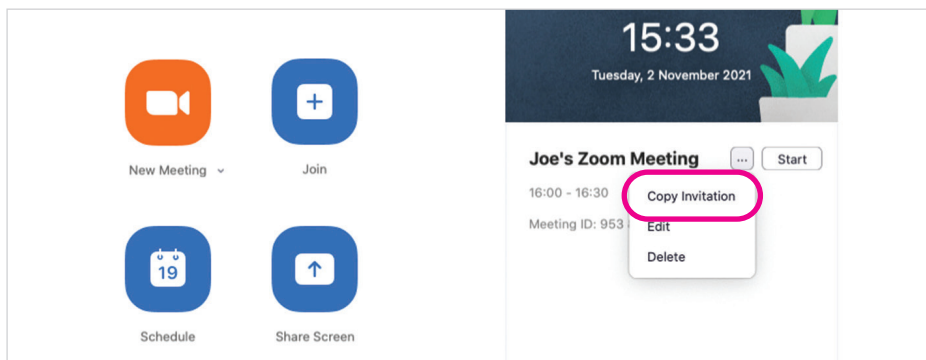 New Meeting
Join
19
Schedule
Share Screen
15:33
Tuesday, 2 November 2021
Joe's Zoom Meeting ... Start
16:00 - 16:30
Meeting ID: 953
Copy Invitation
Edit
Delete